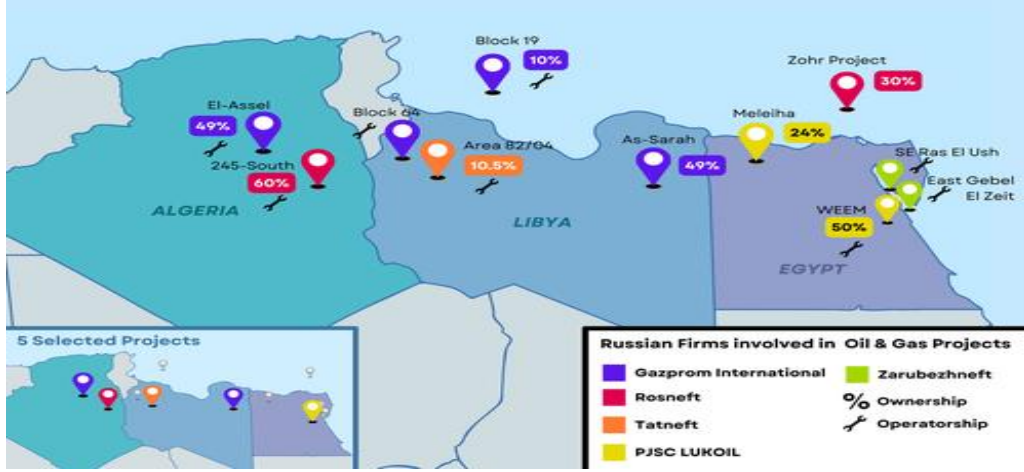 Block 19
10%
Zohr Project
30%
El-Assel
49%
Block 64
Meleiha
24%
245-South
60%
Area 82/04
10.5%
As-Sarah
49%
SE Ras El Ush
East Gebel
El Zeit
WEEM
50%
ALGERIA
LIBYA
EGYPT
5 Selected Projects
Russian Firms involved in Oil & Gas Projects
Gazprom International
Rosneft
Tatneft
PJSC LUKOIL
Zarubezhneft
% Ownership
Operatorship